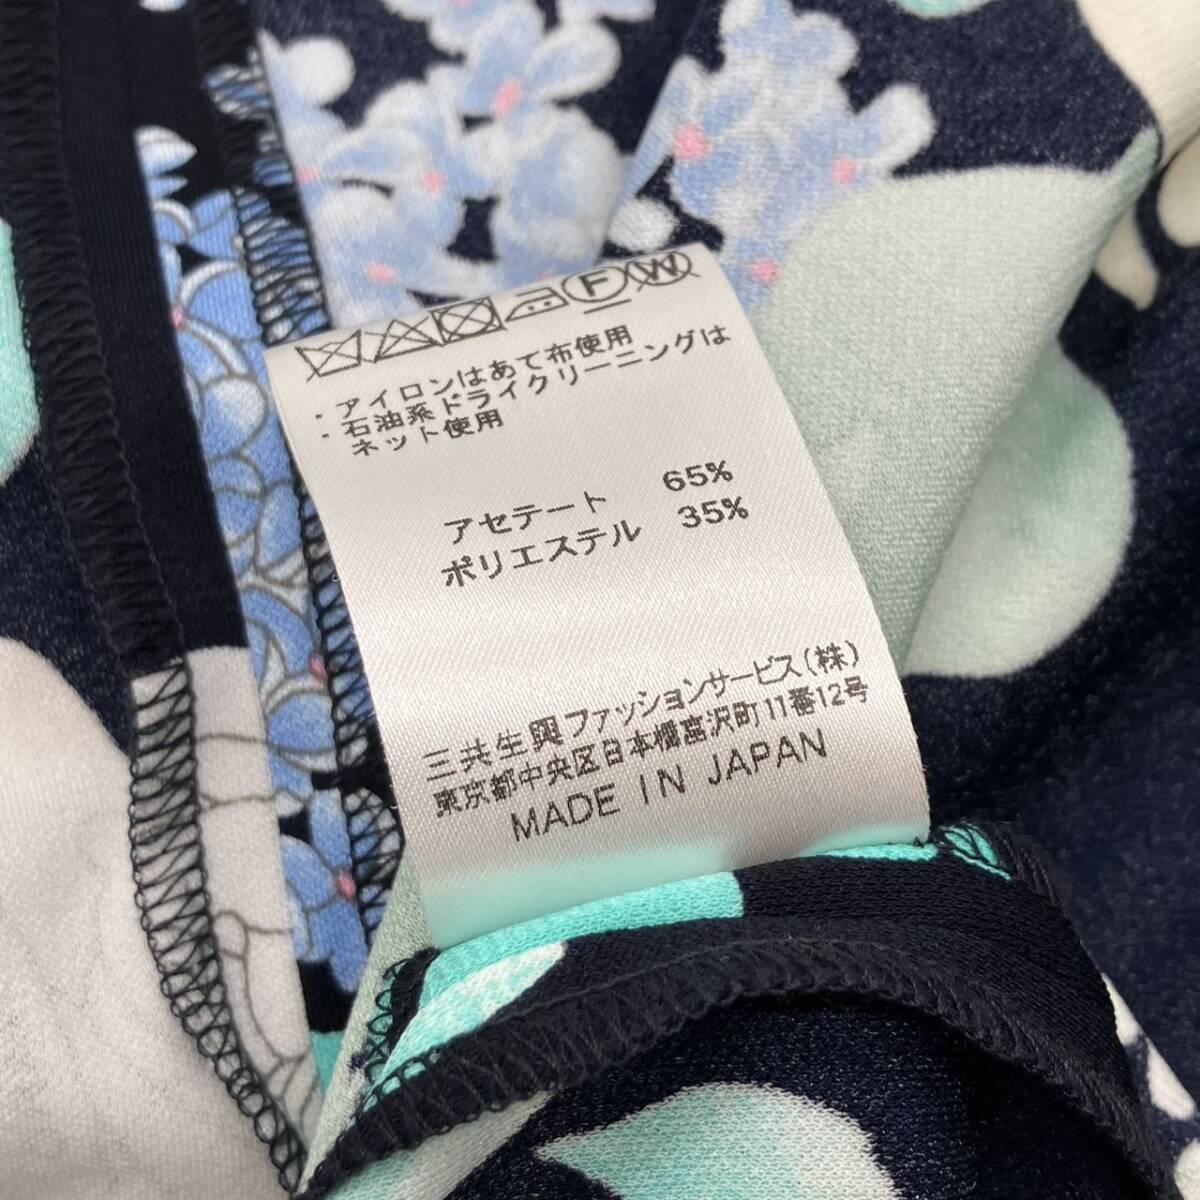 F W
・アイロンはあて布使用
・石油系ドライクリーニングは
ネット使用
アセテート 65%
ポリエステル 35%
三共生興ファッションサービス(株)
東京都中央区日本橋富沢町11番12号
MADE IN JAPAN